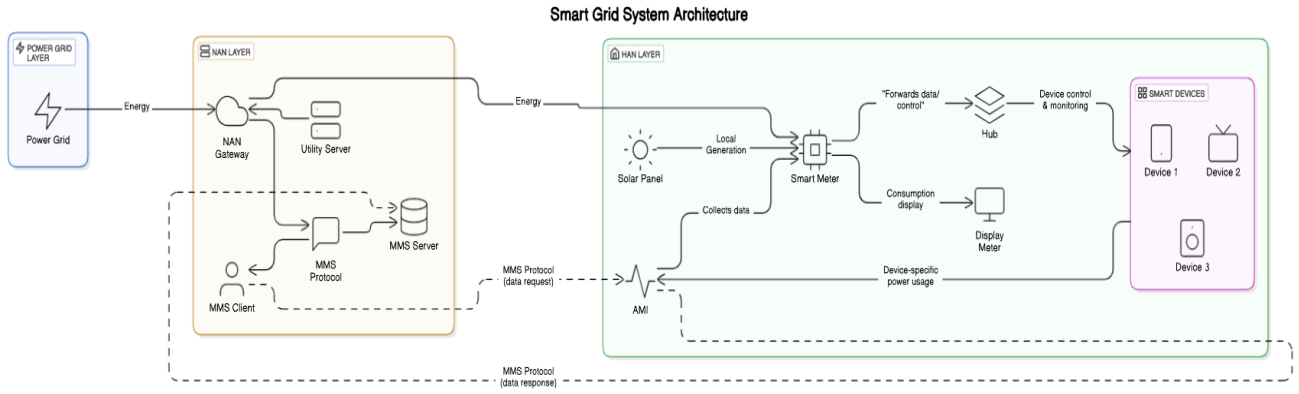 Smart Grid System Architecture
POWER GRID
LAYER
Power Grid
Energy
NAN LAYER
NAN
Gateway
Utility Server
MMS Server
MMS
Protocol
MMS Client
Energy
MMS Protocol
(data request)
MMS Protocol
(data response)
HAN LAYER
Solar Panel
Local
Generation
Smart Meter
Collects data
AMI
"Forwards data/
control"
Hub
Device control
& monitoring
Consumption
display
Display
Meter
Device-specific
power usage
SMART DEVICES
Device 1
Device 2
Device 3